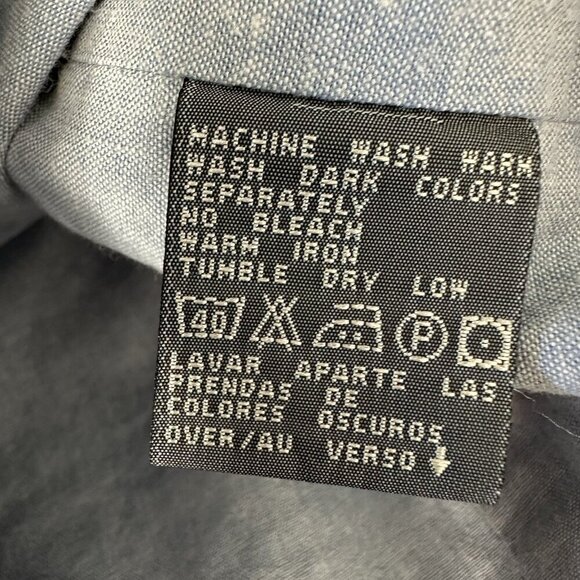 MACHINE WASH WARM
WASH DARK COLORS
SEPARATELY
NO BLEACH
WARM IRON
TUMBLE DRY LOW
40 P
LAVAR APARTE LAS
PRENDAS DE
COLORES OSCUROS
OVER/AU VERSO